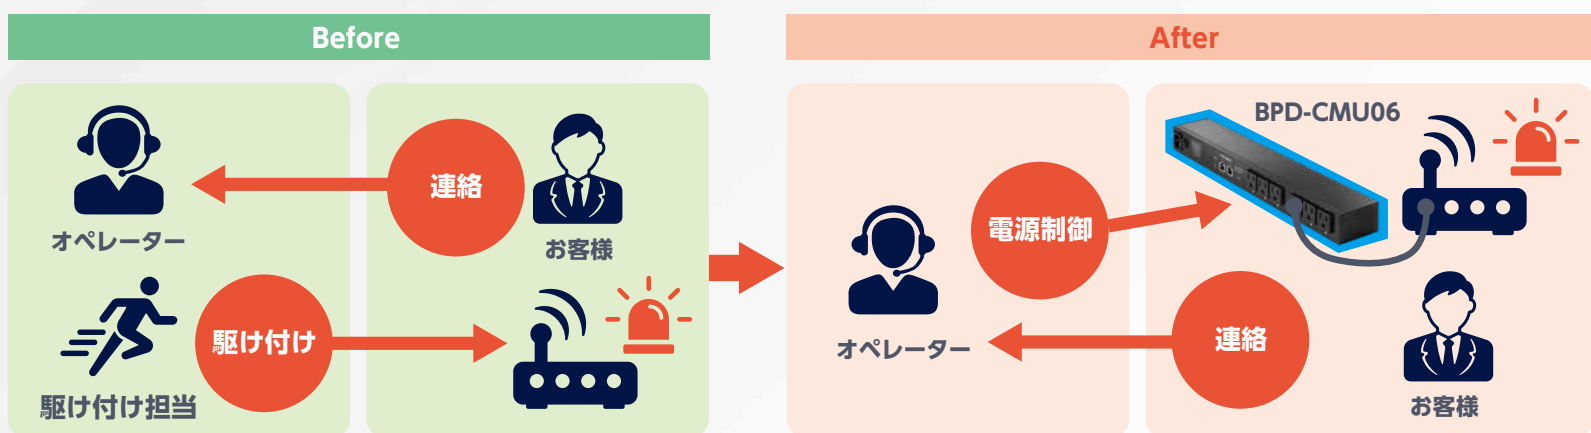 Before
オペレーター
連絡
お客様
駆け付け担当
駆け付け
After
オペレーター
電源制御
BPD-CMU06
連絡
お客様